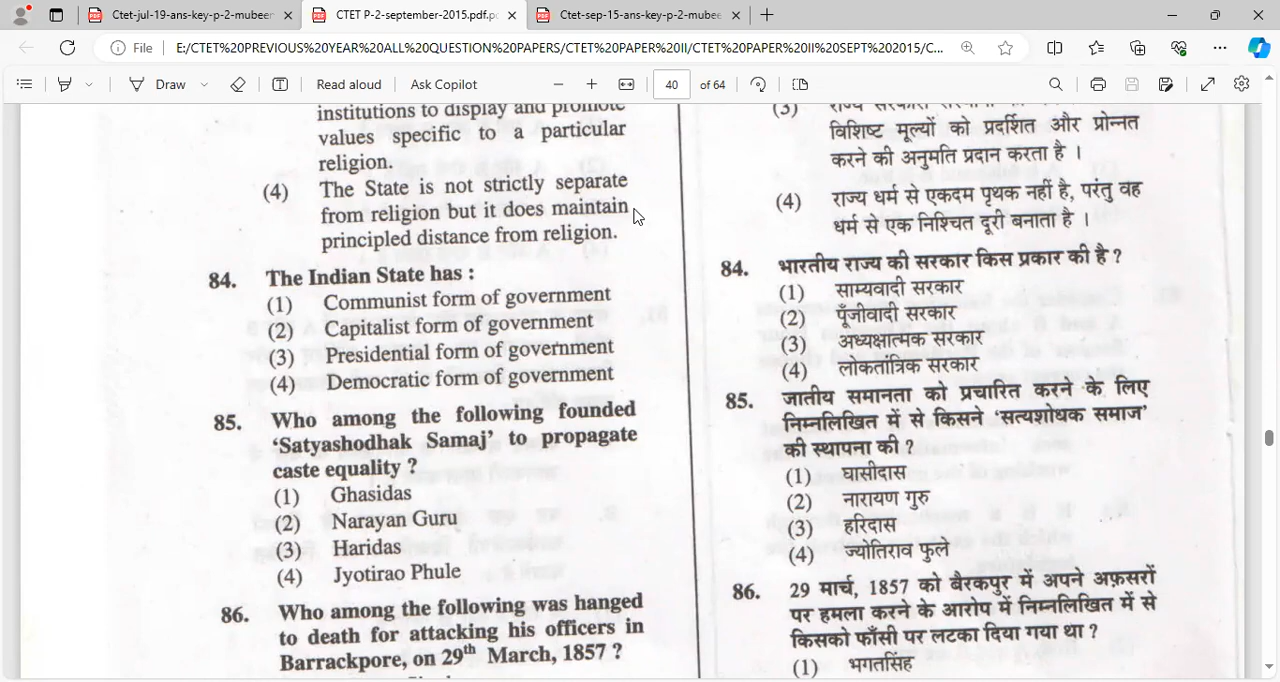 Ctet-jul-19-ans-key-p-2-mubeer
CTET P-2-september-2015.pdf.pc
Ctet-sep-15-ans-key-p-2-mubee
File
E:/CTET%20PREVIOUS%20YEAR%20ALL%20QUESTION%20PAPERS/CTET%20PAPER%20II/CTET%20PAPER%20II%20SEPT%202015/C...
Draw
Read aloud
Ask Copilot
40 of 64
institutions to display and promote
values specific to a particular
religion.
(4) The State is not strictly separate
from religion but it does maintain
principled distance from religion.
84. The Indian State has :
(1) Communist form of government
(2) Capitalist form of government
(3) Presidential form of government
(4) Democratic form of government
85. Who among the following founded
‘Satyashodhak Samaj’ to propagate
caste equality ?
(1) Ghasidas
(2) Narayan Guru
(3) Haridas
(4) Jyotirao Phule
86. Who among the following was hanged
to death for attacking his officers in
Barrackpore, on 29th March, 1857 ?
(3) राज्य
विशिष्ट मूल्यों को प्रदर्शित और प्रोन्नत
करने की अनुमति प्रदान करता है ।
(4) राज्य धर्म से एकदम पृथक नहीं है, परंतु वह
धर्म से एक निश्चित दूरी बनाता है ।
84. भारतीय राज्य की सरकार किस प्रकार की है ?
(1) साम्यवादी सरकार
(2) पूँजीवादी सरकार
(3) अध्यक्षात्मक सरकार
(4) लोकतांत्रिक सरकार
85. जातीय समानता को प्रचारित करने के लिए
निम्नलिखित में से किसने ‘सत्यशोधक समाज’
की स्थापना की ?
(1) घासीदास
(2) नारायण गुरु
(3) हरिदास
(4) ज्योतिराव फुले
86. 29 मार्च, 1857 को बैरकपुर में अपने अफ़सरों
पर हमला करने के आरोप में निम्नलिखित में से
किसको फाँसी पर लटका दिया गया था ?
(1) भगतसिंह